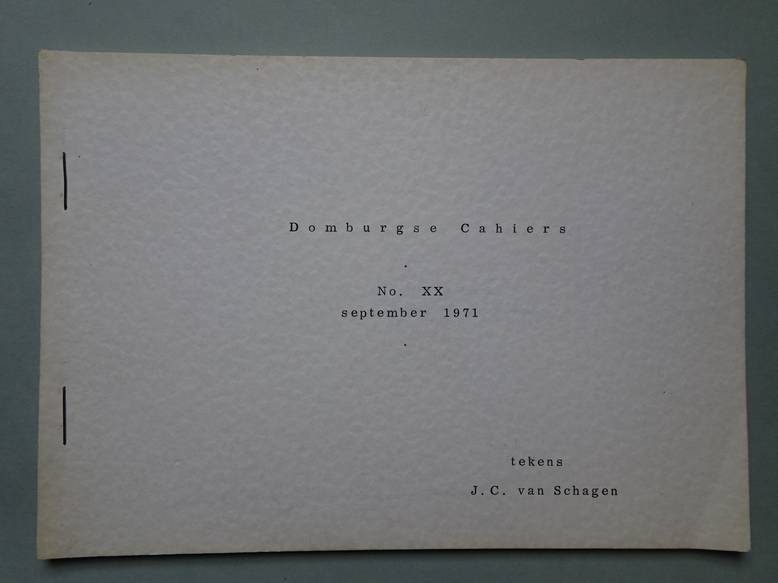 Domburgse Cahiers
.
No. XX
september 1971
.
tekens
J.C. van Schagen